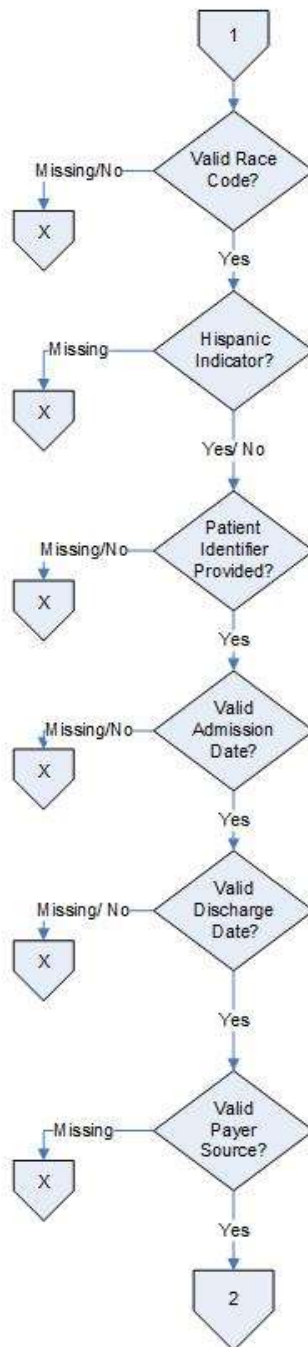 1
Valid Race
Code?
Missing/No
X
Yes
Hispanic
Indicator?
Missing
X
Yes/ No
Patient
Identifier
Provided?
Missing/No
X
Yes
Valid
Admission
Date?
Missing/No
X
Yes
Valid
Discharge
Date?
Missing/ No
X
Yes
Valid
Payer
Source?
Missing
X
Yes
2